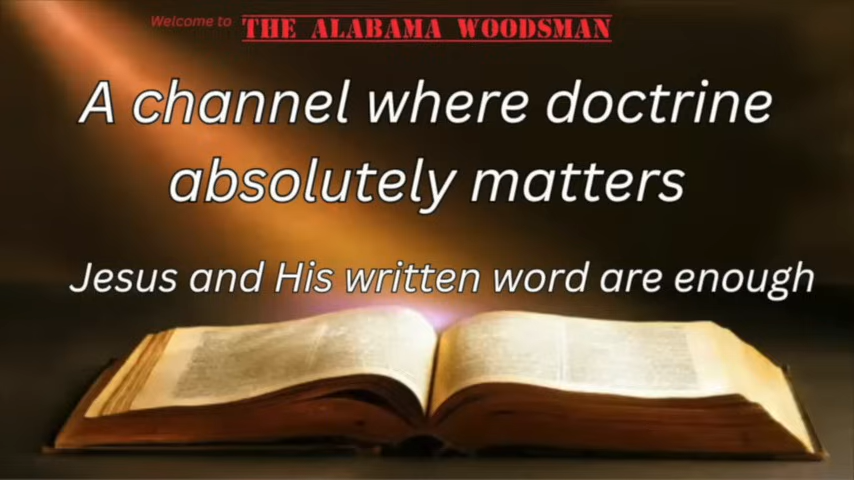 Welcome to THE ALABAMA WOODSMAN
A channel where doctrine
absolutely matters
Jesus and His written word are enough